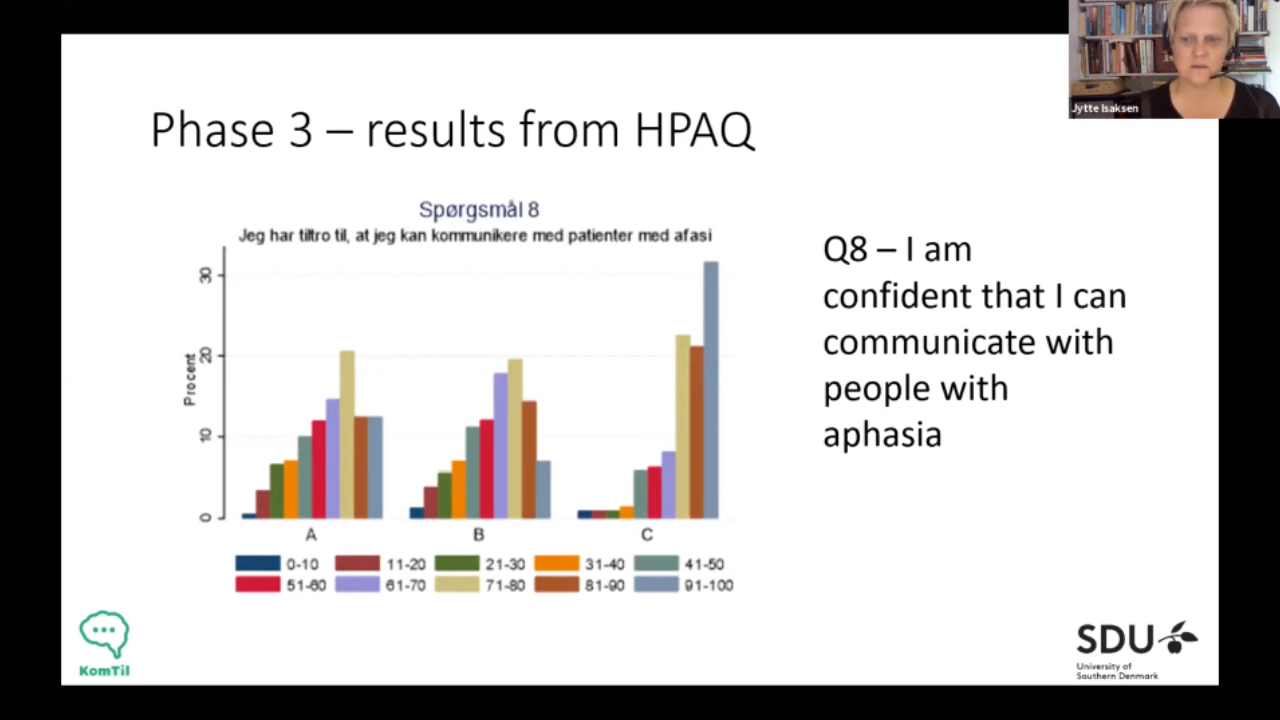 Jytte Isaksen
Phase 3 – results from HPAQ
Spørgsmål 8
Jeg har tiltro til, at jeg kan kommunikere med patienter med afasi
Procent
30
20
10
0
A B C
0-10 11-20 21-30 31-40 41-50
51-60 61-70 71-80 81-90 91-100
Q8 – I am
confident that I can
communicate with
people with
aphasia
KomTil
SDU
University of
Southern Denmark